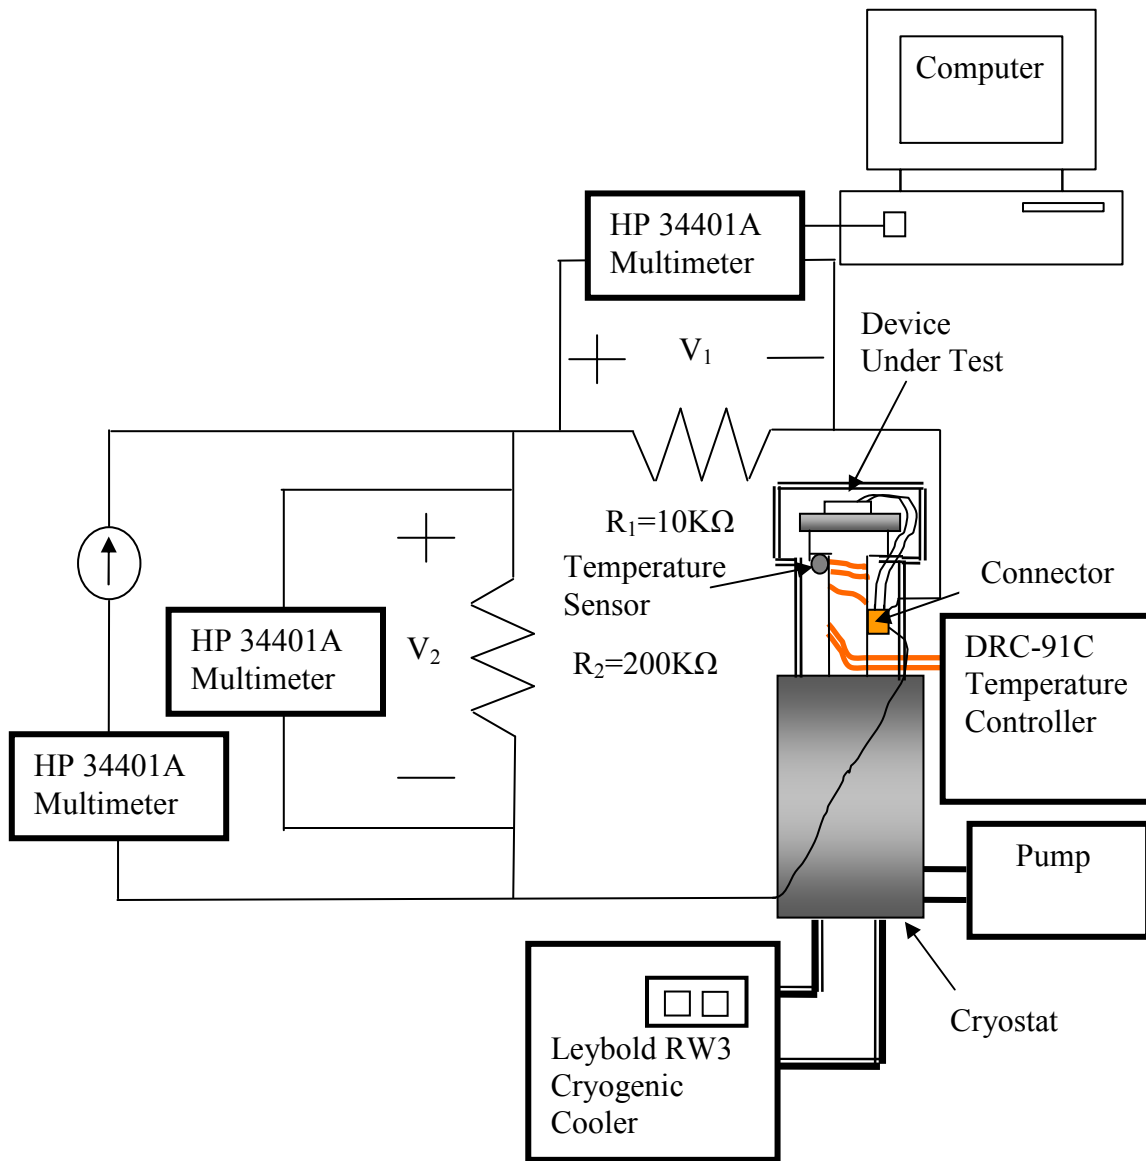 Computer
HP 34401A
Multimeter
Device
Under Test
V₁
R₁=10KΩ
Temperature
Sensor
Connector
HP 34401A
Multimeter
V₂
R₂=200KΩ
DRC-91C
Temperature
Controller
HP 34401A
Multimeter
Pump
Cryostat
Leybold RW3
Cryogenic
Cooler